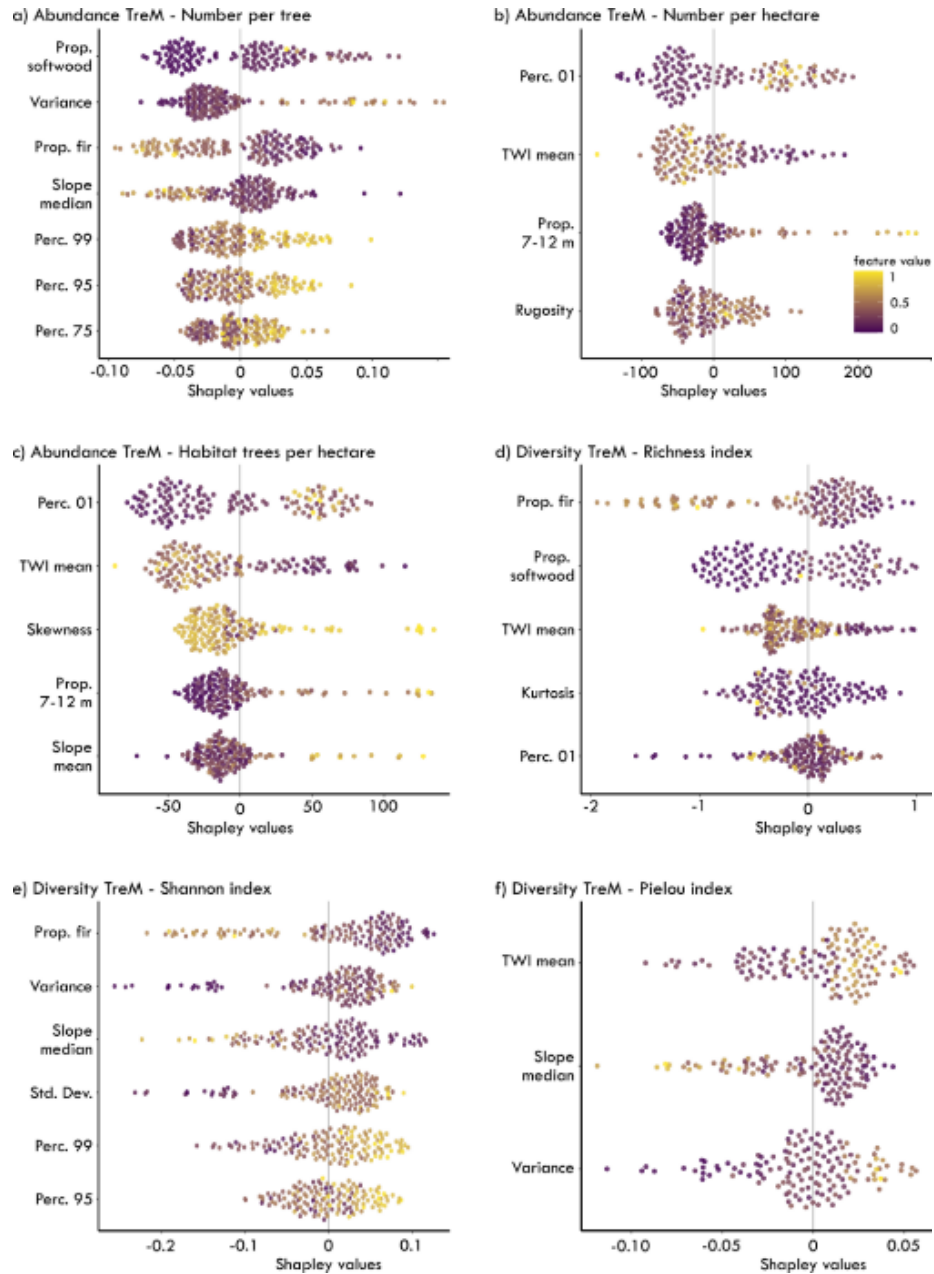 a) Abundance TreM - Number per tree
Prop.
softwood
Variance
Prop. fir
Slope
median
Perc. 99
Perc. 95
Perc. 75
-0.10 -0.05 0 0.05 0.10
Shapley values
b) Abundance TreM - Number per hectare
Perc. 01
TWI mean
Prop.
7-12 m
Rugosity
feature value
1
0.5
0
-100 0 100 200
Shapley values
c) Abundance TreM - Habitat trees per hectare
Perc. 01
TWI mean
Skewness
Prop.
7-12 m
Slope
mean
-50 0 50 100
Shapley values
d) Diversity TreM - Richness index
Prop. fir
Prop.
softwood
TWI mean
Kurtosis
Perc. 01
-2 -1 0 1
Shapley values
e) Diversity TreM - Shannon index
Prop. fir
Variance
Slope
median
Std. Dev.
Perc. 99
Perc. 95
-0.2 -0.1 0 0.1
Shapley values
f) Diversity TreM - Pielou index
TWI mean
Slope
median
Variance
-0.10 -0.05 0 0.05
Shapley values